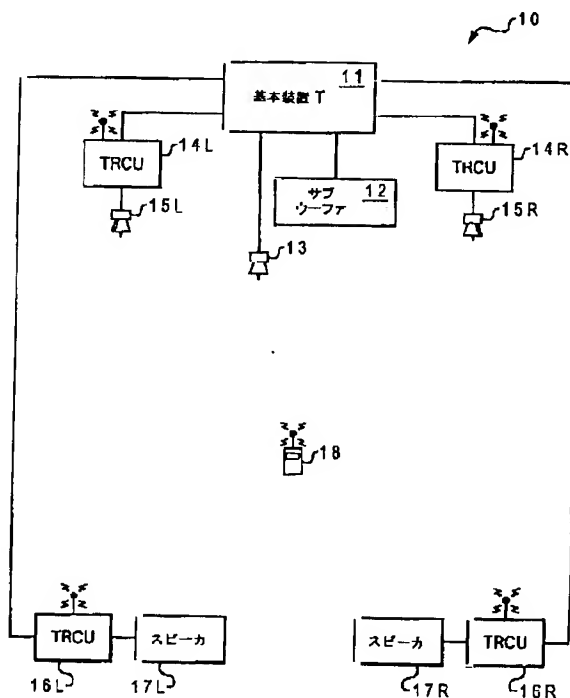 10
11
基本装置 T
TRCU
14L
15L
13
サブ
ウーファ
12
TRCU
14R
15R
18
TRCU
スピーカ
16L
17L
スピーカ
TRCU
17R
16R